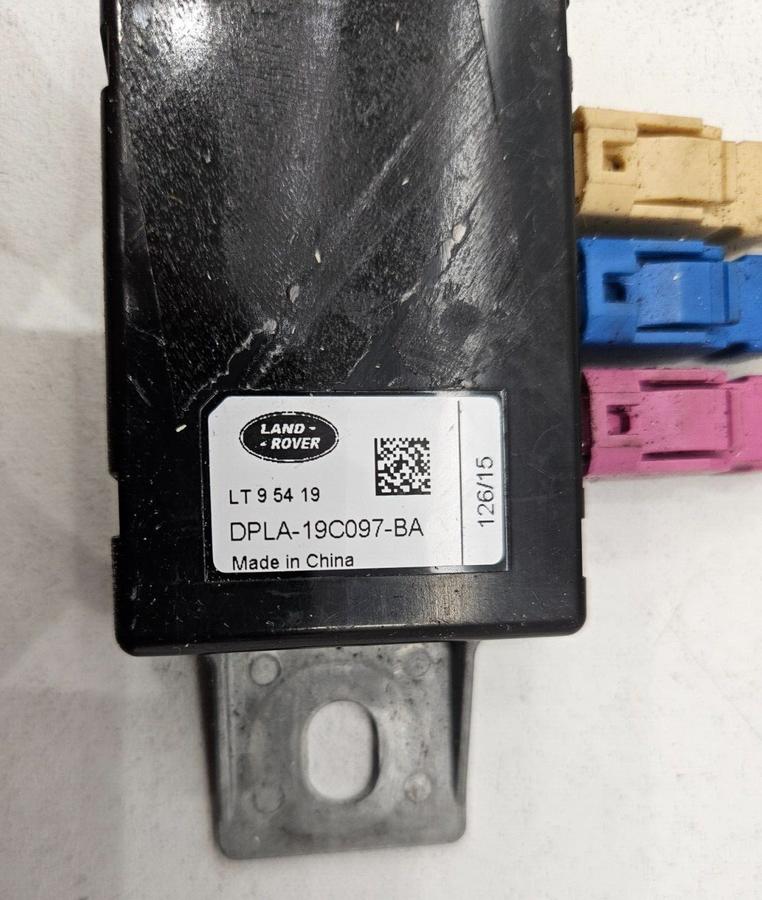 LAND-
-ROVER
LT 9 54 19
DPLA-19C097-BA
Made in China
126/15